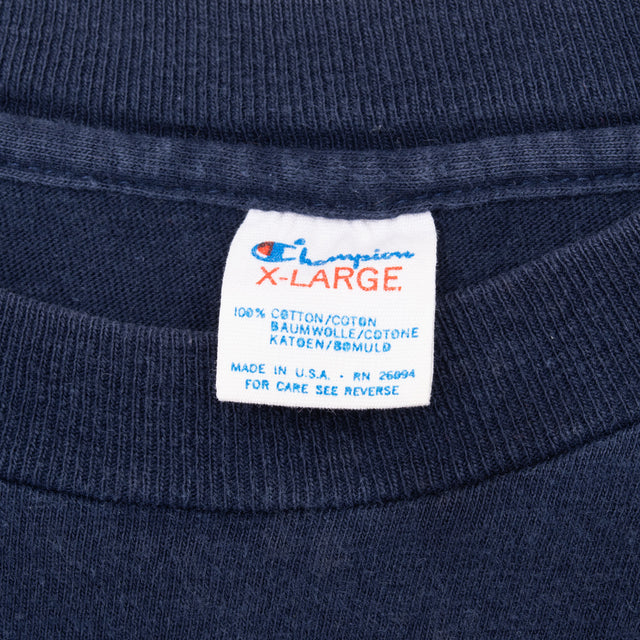 Champion
X-LARGE
100% COTTON/COTON
BAUMWOLLE/COTONE
KATOEN/BOMULD
MADE IN U.S.A. • RN 26094
FOR CARE SEE REVERSE